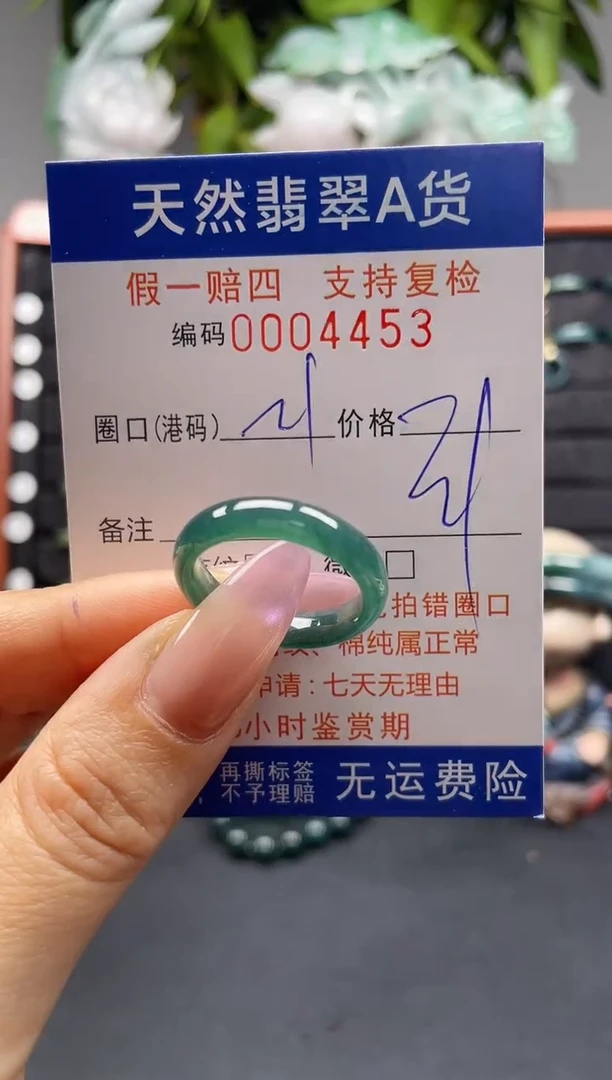 天然翡翠A货
假一赔四 支持复检
编码0004453
圈口(港码) 价格
备注
微
拍错圈口
、棉纯属正常
申请:七天无理由
小时鉴赏期
再撕标签
,不予理赔
无运费险